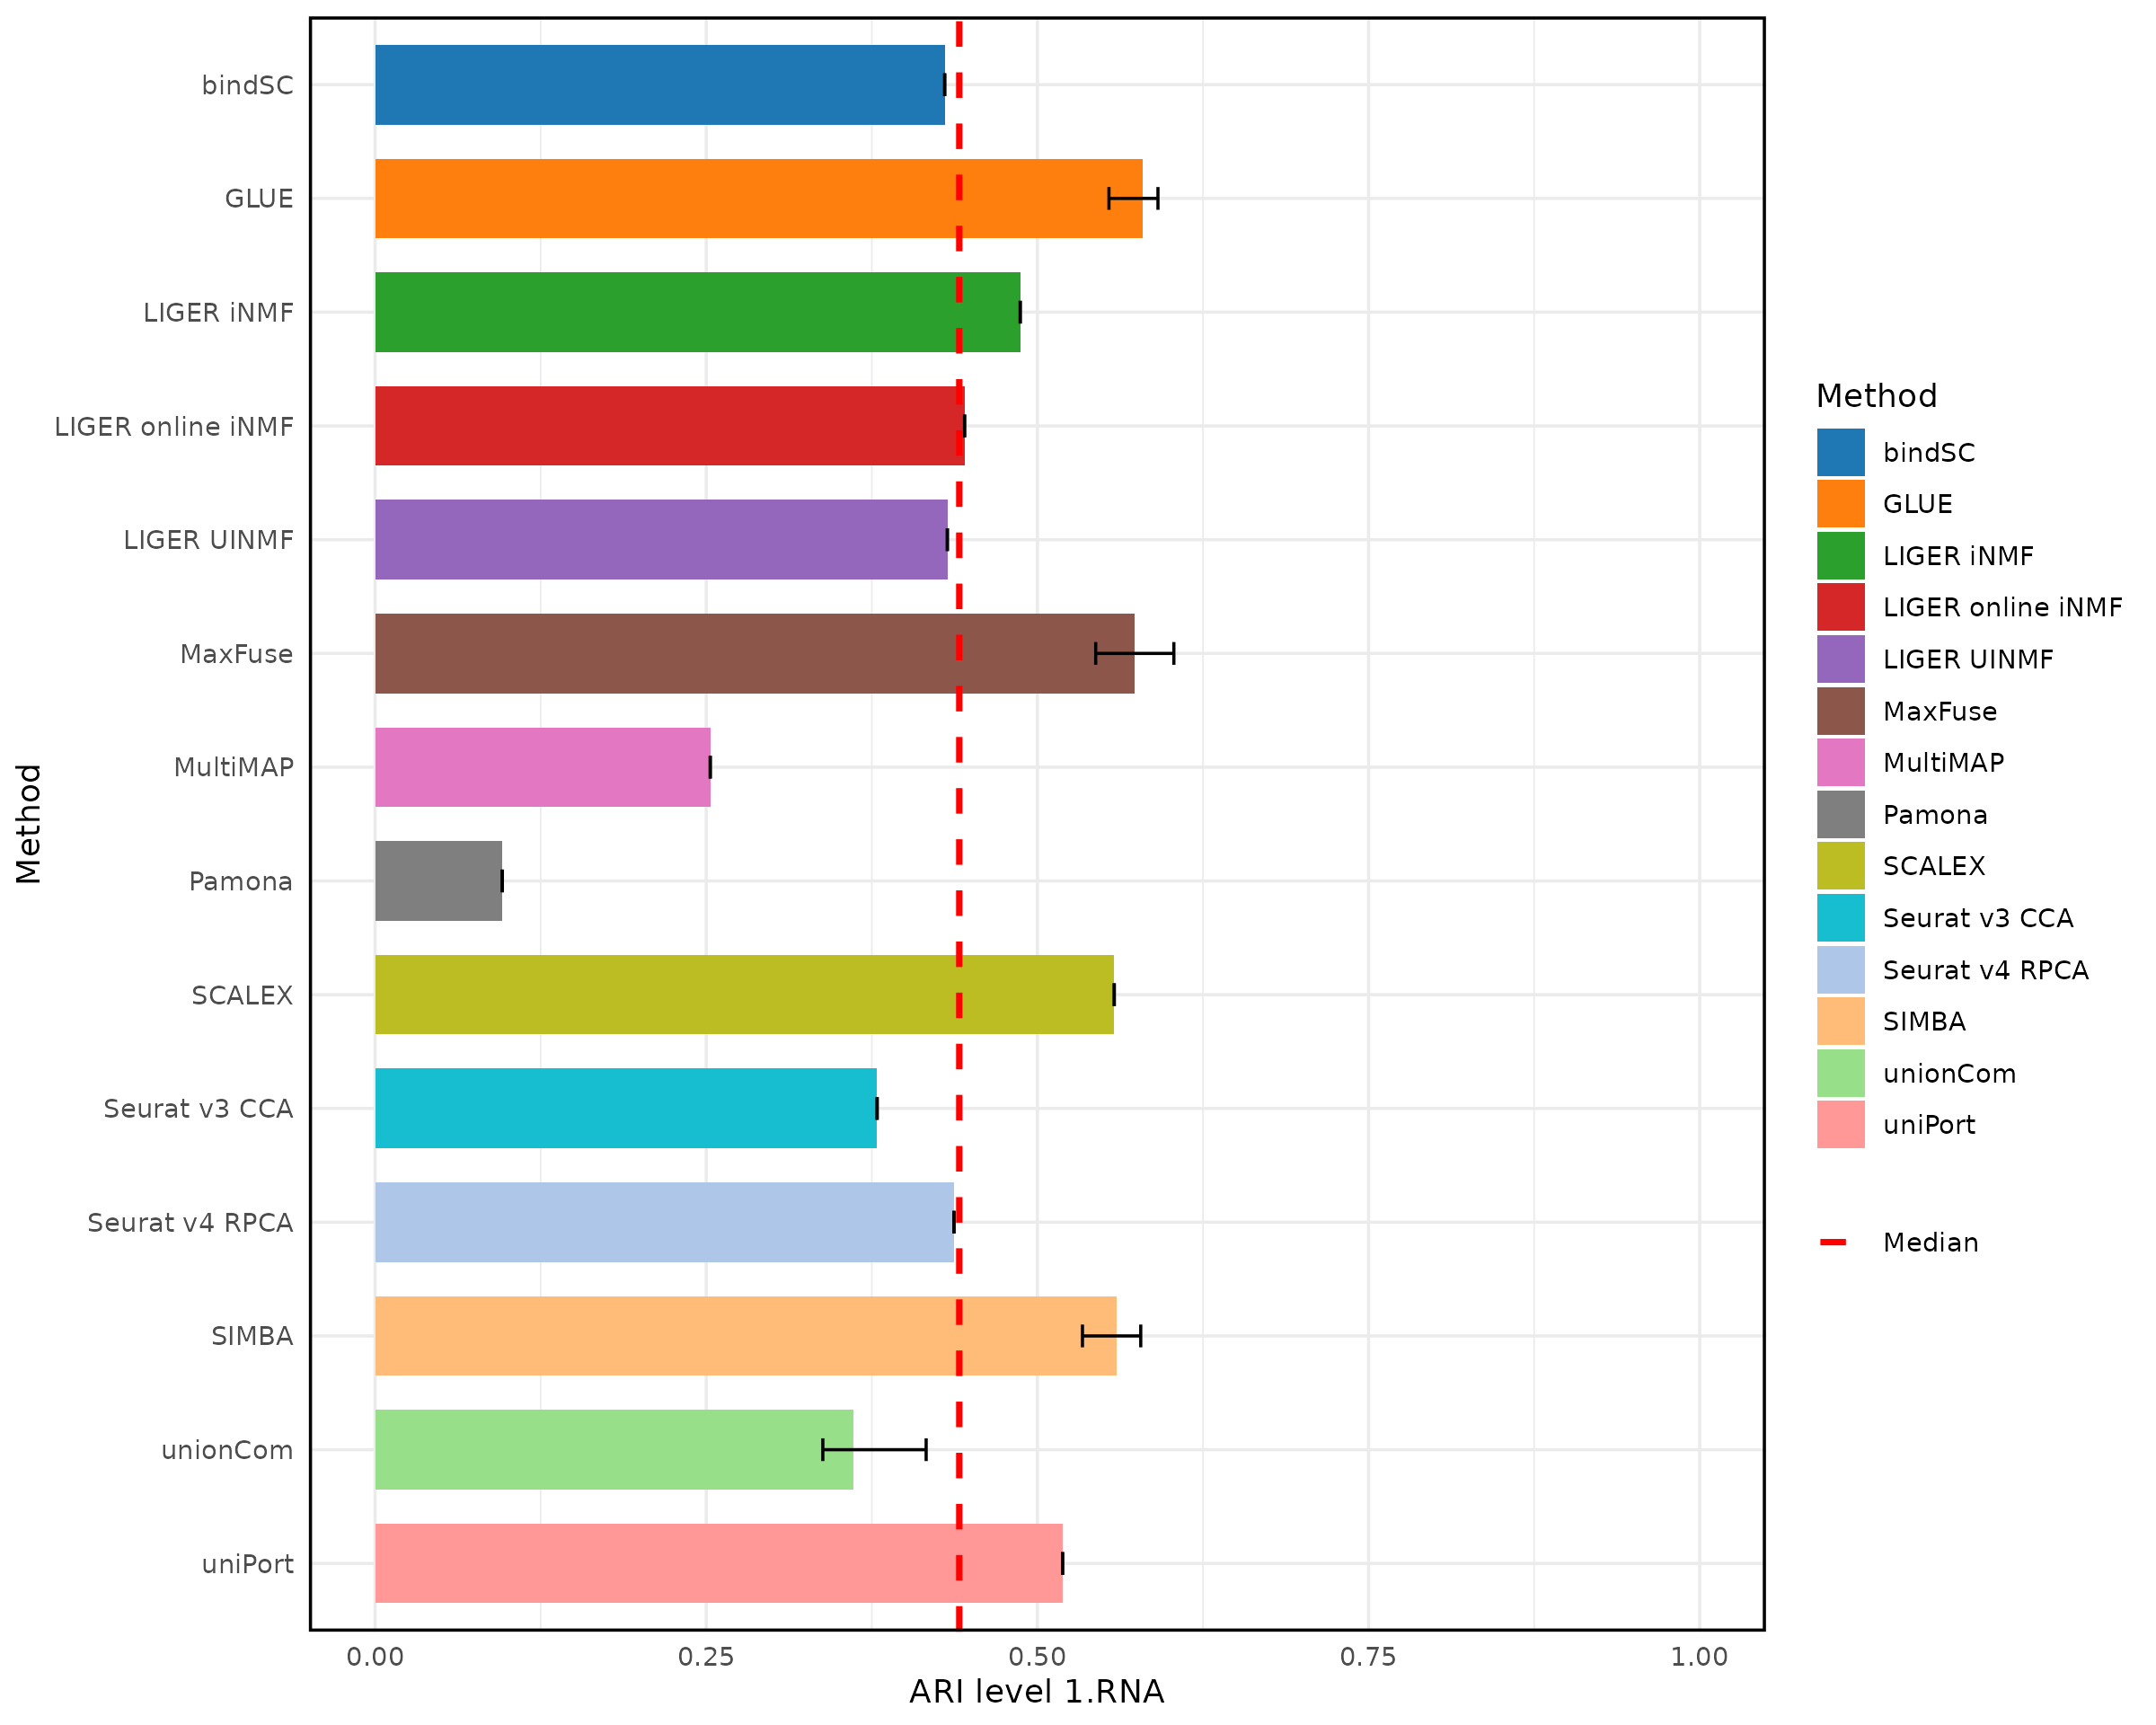 bindSC
GLUE
LIGER iNMF
LIGER online iNMF
LIGER UINMF
MaxFuse
MultiMAP
Pamona
SCALEX
Seurat v3 CCA
Seurat v4 RPCA
SIMBA
unionCom
uniPort
Method
0.00 0.25 0.50 0.75 1.00
ARI level 1.RNA
Method
bindSC
GLUE
LIGER iNMF
LIGER online iNMF
LIGER UINMF
MaxFuse
MultiMAP
Pamona
SCALEX
Seurat v3 CCA
Seurat v4 RPCA
SIMBA
unionCom
uniPort
Median